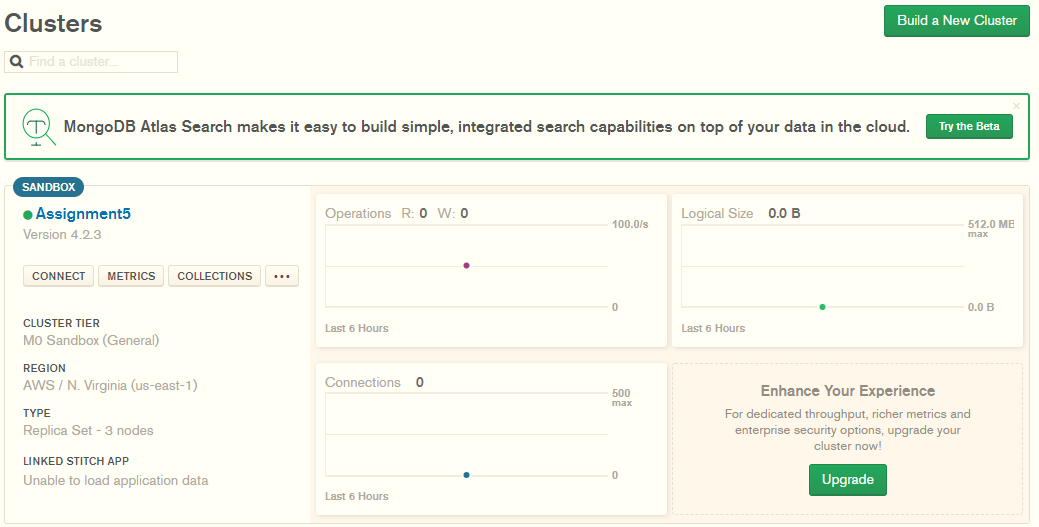 Clusters
Build a New Cluster
Find a cluster...
MongoDB Atlas Search makes it easy to build simple, integrated search capabilities on top of your data in the cloud.
Try the Beta
SANDBOX
Assignment5
Version 4.2.3
CONNECT
METRICS
COLLECTIONS
CLUSTER TIER
M0 Sandbox (General)
REGION
AWS / N. Virginia (us-east-1)
TYPE
Replica Set - 3 nodes
LINKED STITCH APP
Unable to load application data
Operations R: 0 W: 0
100.0/s
0
Last 6 Hours
Logical Size 0.0 B
512.0 MB
max
0.0 B
Last 6 Hours
Connections 0
500
max
0
Last 6 Hours
Enhance Your Experience
For dedicated throughput, richer metrics and
enterprise security options, upgrade your
cluster now!
Upgrade